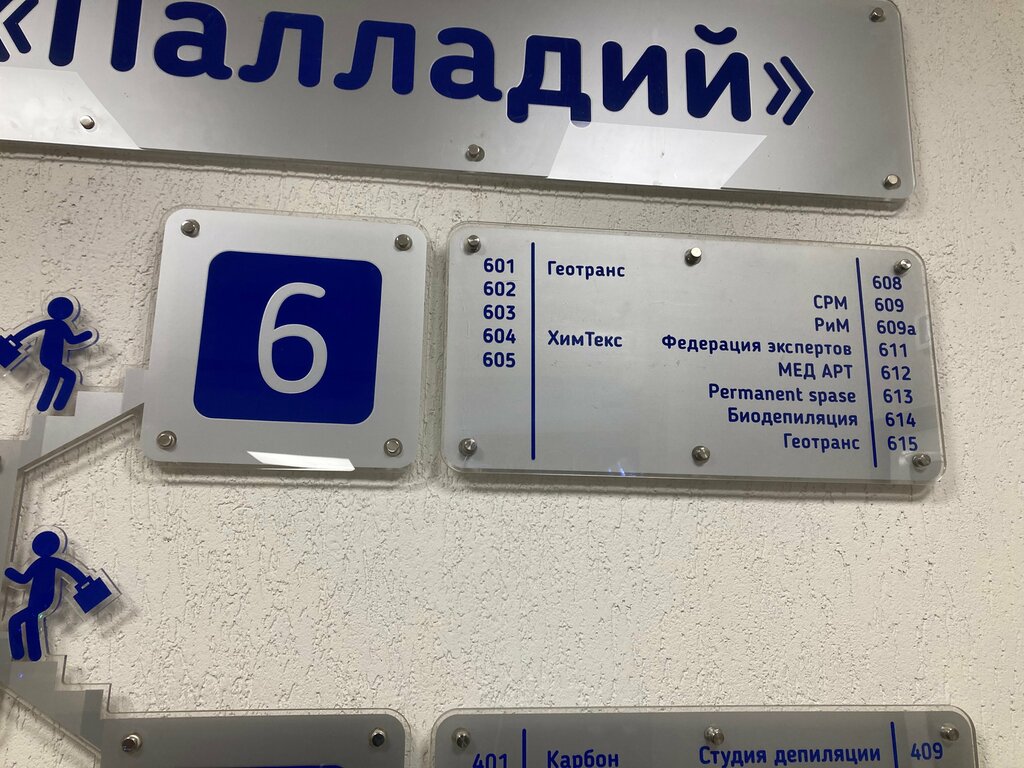 «Палладий»
6
601 Геотранс
602
603
604 ХимТекс
605
608
СРМ 609
РиМ 609а
Федерация экспертов 611
МЕД АРТ 612
Permanent spase 613
Биодепиляция 614
Геотранс 615
401 Карбон
Студия депиляции 409